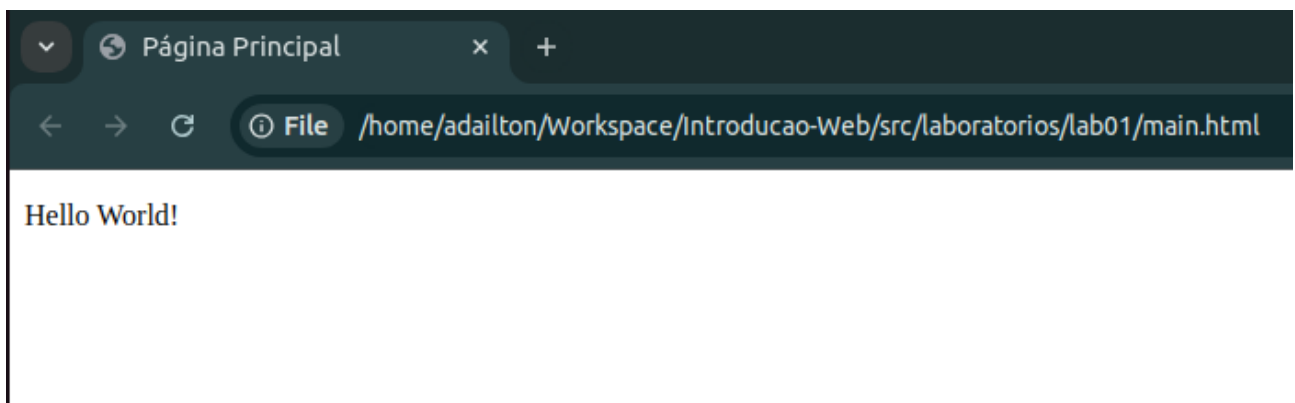 Página Principal
File /home/adailton/Workspace/Introducao-Web/src/laboratorios/lab01/main.html
Hello World!